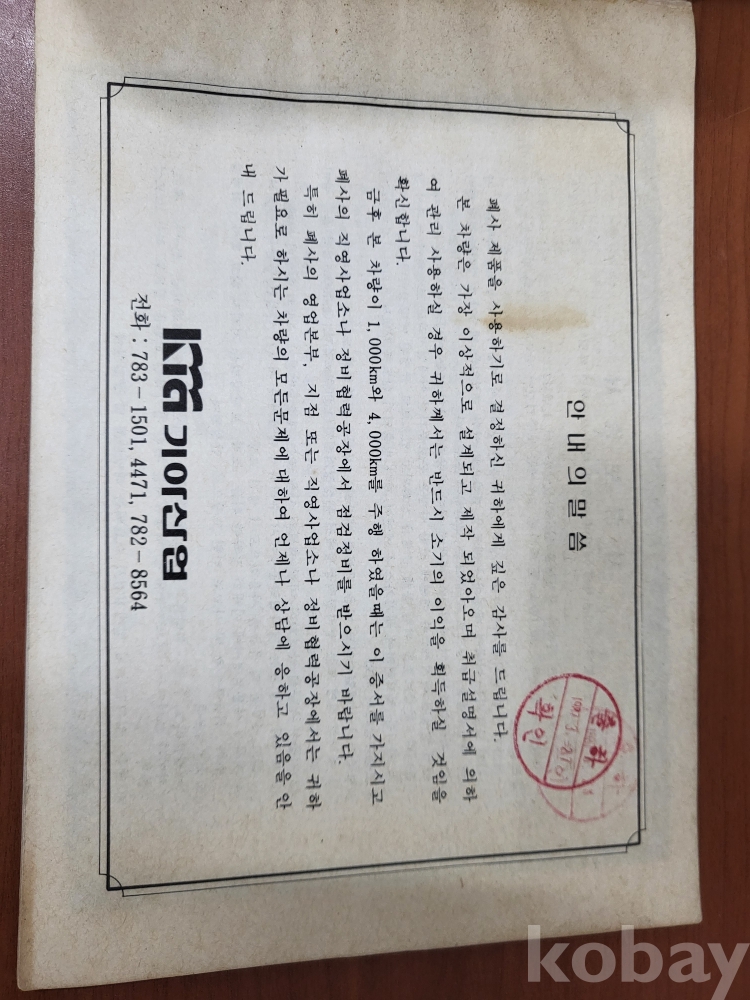 안내의말씀
폐사 제품을 사용하기로 결정하신 귀하에게 깊은 감사를 드립니다.
본 차량은 가장 이상적으로 설계되고 제작 되었아오며 취급설명서에 의하
여 관리 사용하실 경우 귀하께서는 반드시 소기의 이익을 획득하실 것임을
확신합니다.
금후 본 차량이 1,000km와 4,000km를 주행 하였을때는 이 증서를 가지시고
폐사의 직영사업소나 정비협력공장에서 점검정비를 받으시기 바랍니다.
특히 폐사의 영업본부, 지점 또는 직영사업소나 정비협력공장에서는 귀하
가 필요로 하시는 차량의 모든문제에 대하여 언제나 상담에 응하고 있음을 안
내 드립니다.
KIA 기아산업
전화 : 783-1501, 4471, 782-8564
출하
확인
kobay